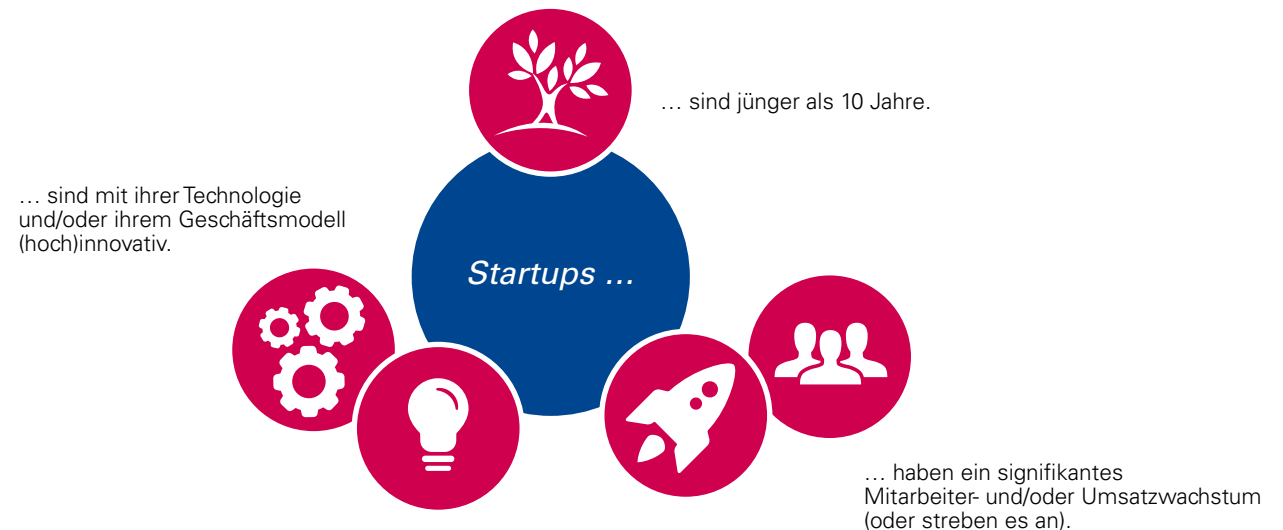 … sind jünger als 10 Jahre.
… sind mit ihrer Technologie
und/oder ihrem Geschäftsmodell
(hoch)innovativ.
Startups …
… haben ein signifikantes
Mitarbeiter- und/oder Umsatzwachstum
(oder streben es an).